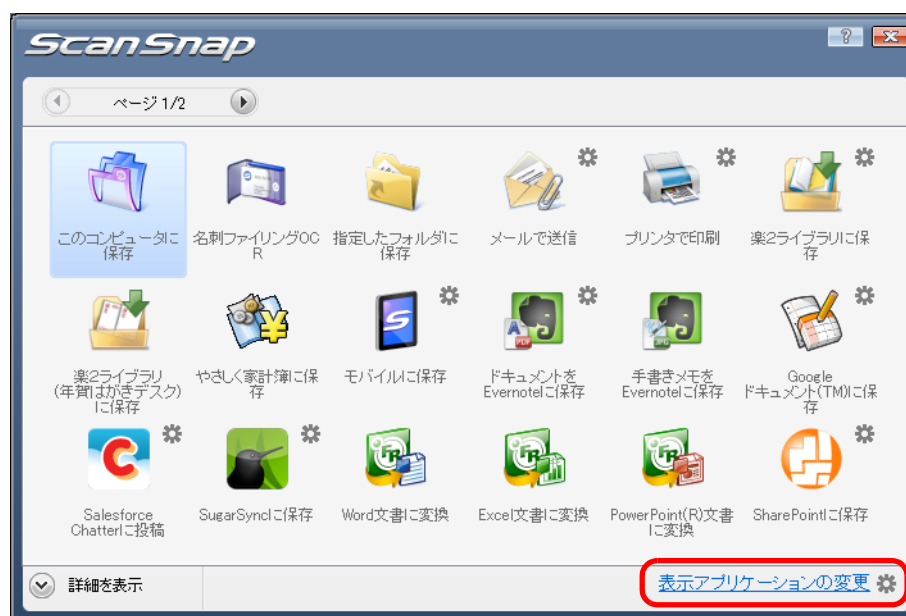 ScanSnap
ページ 1/2
このコンピュータに
保存
名刺ファイリングOC
R
指定したフォルダに
保存
メールで送信
プリンタで印刷
楽2ライブラリに保
存
楽2ライブラリ
(年賀はがきデスク)
に保存
やさしく家計簿に保
存
モバイルに保存
ドキュメントを
Evernoteに保存
手書きメモを
Evernoteに保存
Google
ドキュメント(TM)に保
存
Salesforce
Chatterに投稿
SugarSyncに保存
Word文書に変換
Excel文書に変換
PowerPoint(R)文書
に変換
SharePointに保存
詳細を表示
表示アプリケーションの変更